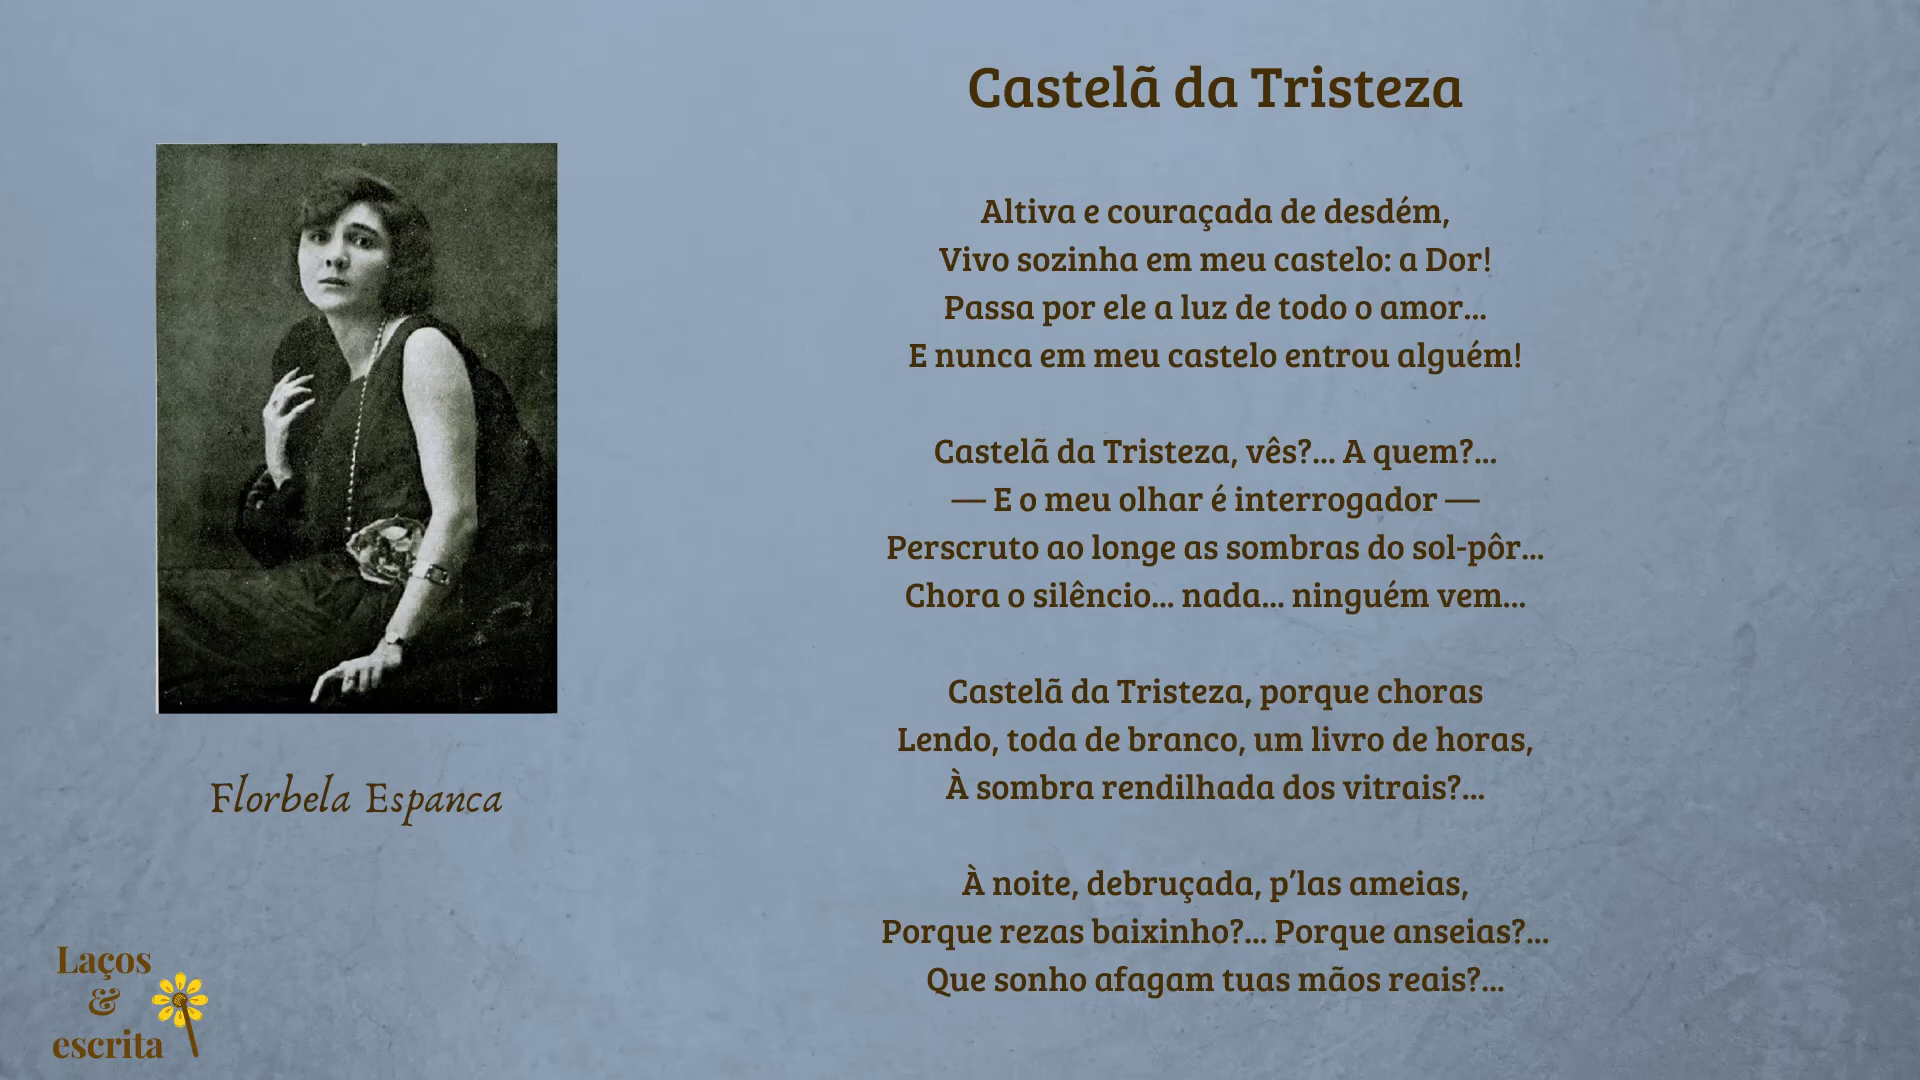 Castelã da Tristeza
Altiva e couraçada de desdém,
Vivo sozinha em meu castelo: a Dor!
Passa por ele a luz de todo o amor...
E nunca em meu castelo entrou alguém!
Castelã da Tristeza, vês?... A quem?...
— E o meu olhar é interrogador —
Perscruto ao longe as sombras do sol-pôr...
Chora o silêncio... nada... ninguém vem...
Castelã da Tristeza, porque choras
Lendo, toda de branco, um livro de horas,
À sombra rendilhada dos vitrais?...
À noite, debruçada, p’las ameias,
Porque rezas baixinho?... Porque anseias?...
Que sonho afagam tuas mãos reais?...
Florbela Espanca
Laços
&
escrita